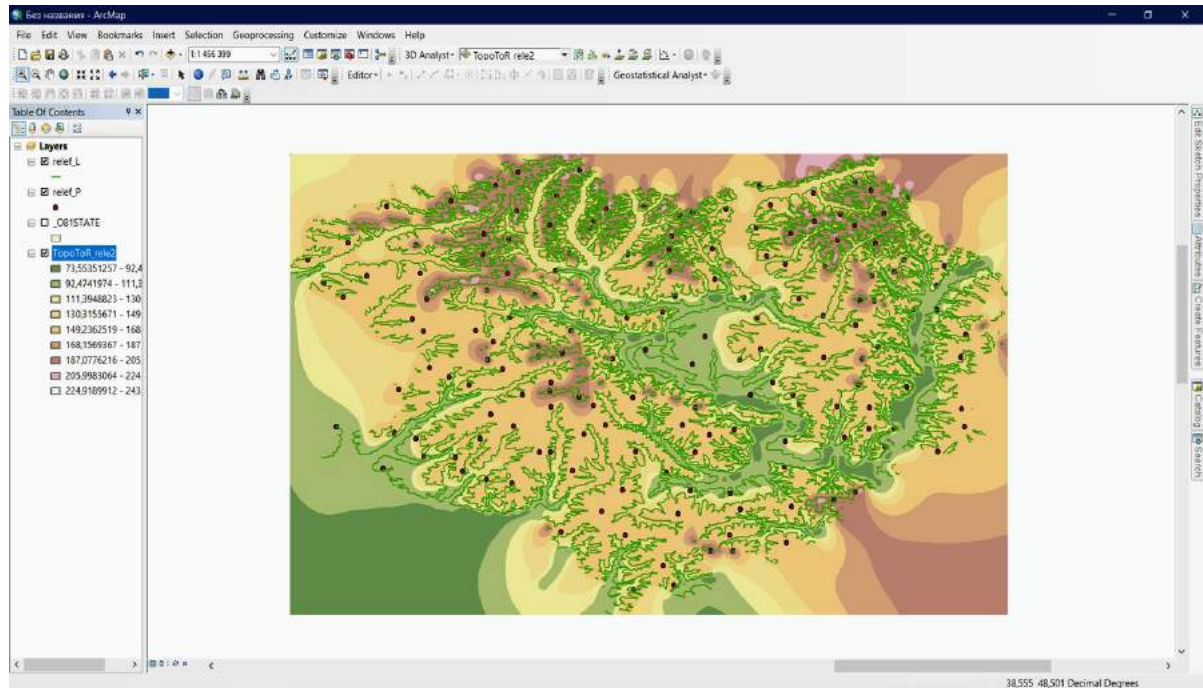 Без названия - ArcMap
File Edit View Bookmarks Insert Selection Geoprocessing Customize Windows Help
1:1 456 399 3D Analyst TopoToR_rele2
Editor Geostatistical Analyst
Table Of Contents
Layers
relef_L
relef_P
_O81STATE
TopoToR_rele2
73,55351257 - 92,4
92,4741974 - 111,3
111,3948823 - 130
130,3155671 - 149
149,2362519 - 168
168,1569367 - 187
187,0776216 - 205
205,9983064 - 224
224,9189912 - 243
Edit Sketch Properties
Attributes
Create Features
Catalog
Search
38,555 48,501 Decimal Degrees